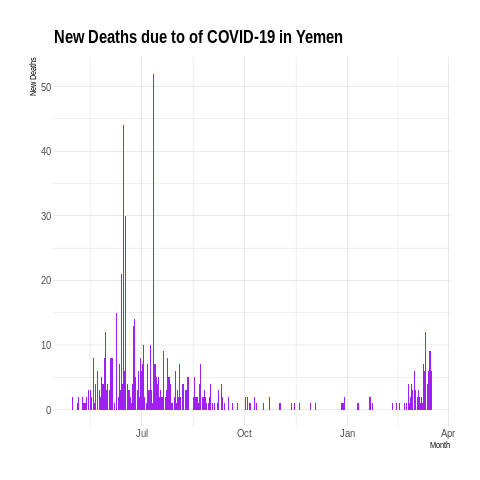 New Deaths due to of COVID-19 in Yemen
New Deaths
50
40
30
20
10
0
Jul
Oct
Jan
Apr
Month